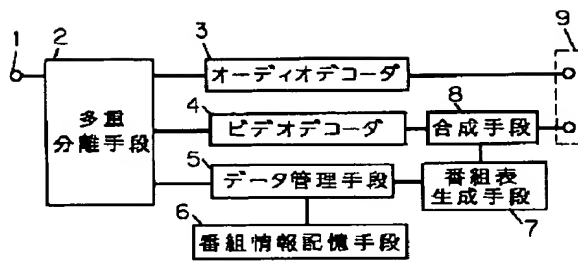 1
2
多重
分離手段
3
オーディオデコーダ
4
ビデオデコーダ
5
データ管理手段
6
番組情報記憶手段
8
合成手段
番組表
生成手段
7
9